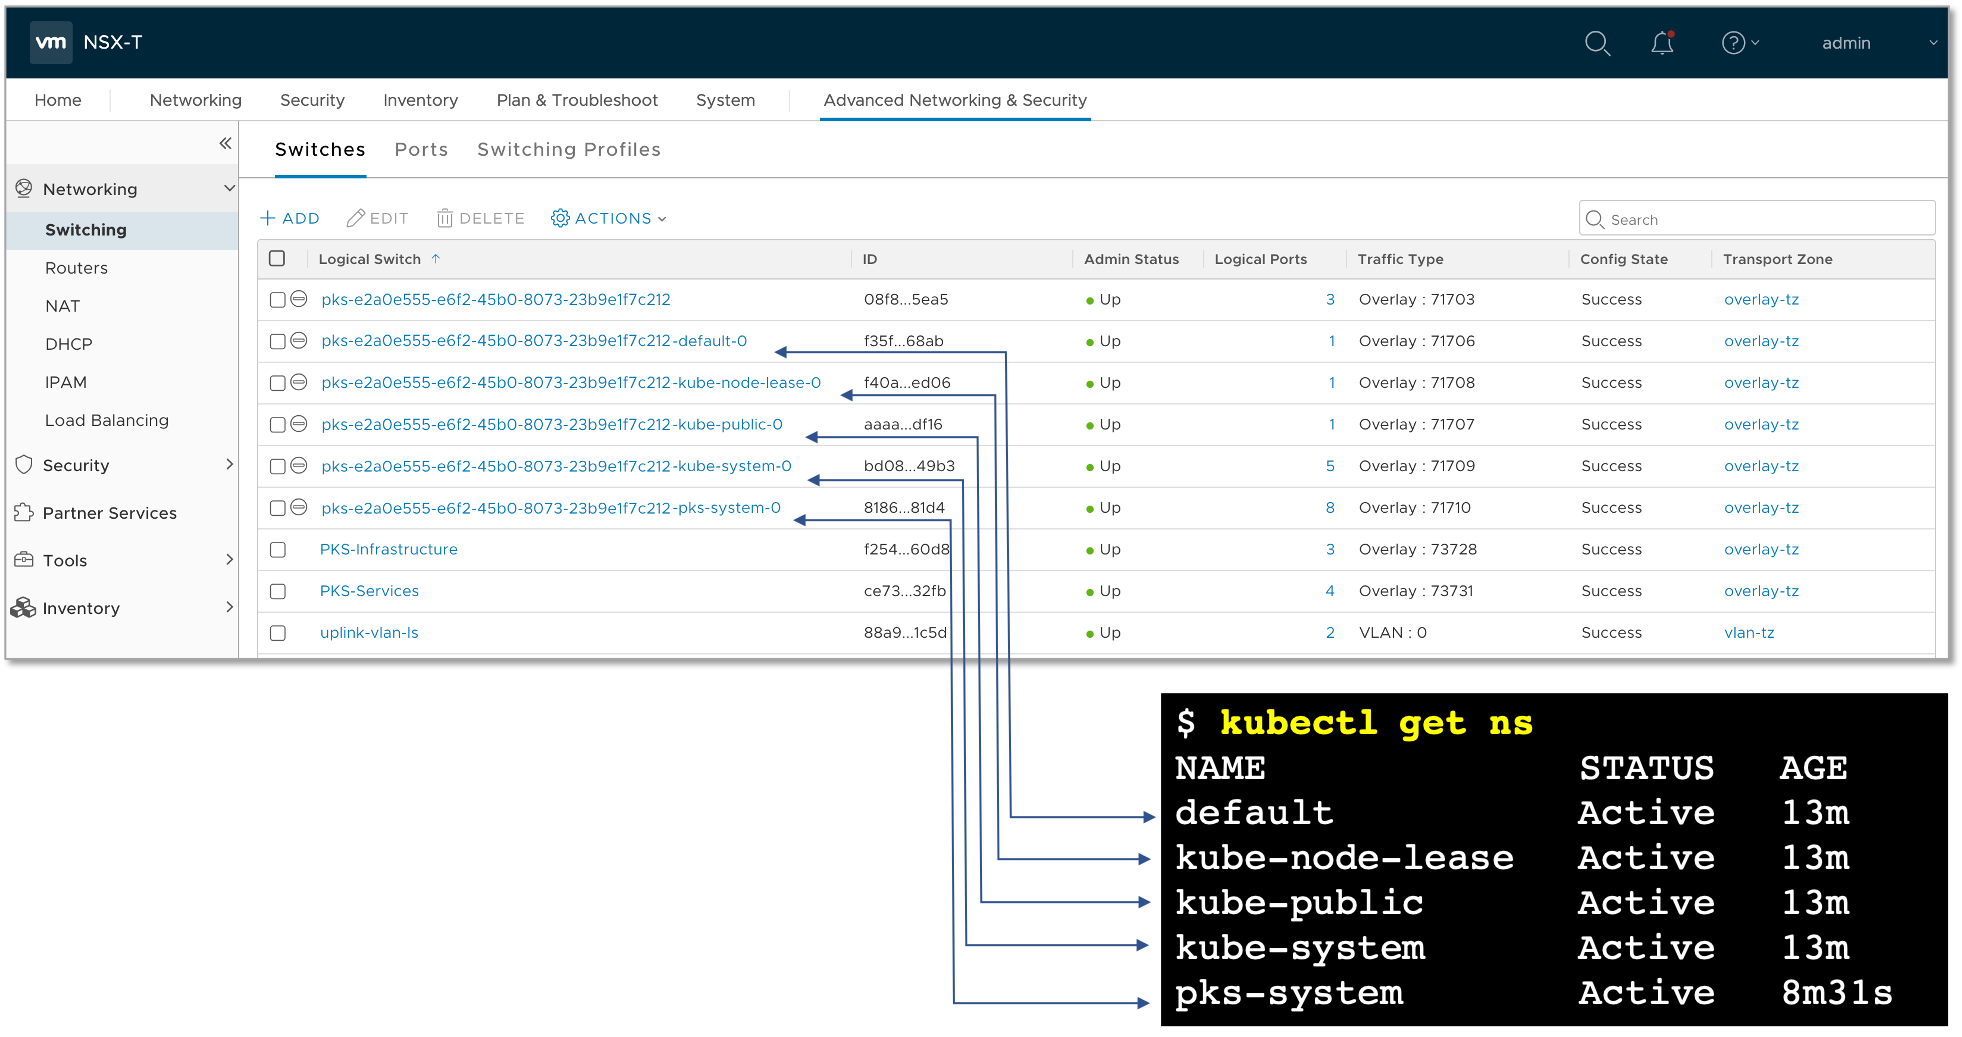 vm NSX-T admin
Home Networking Security Inventory Plan & Troubleshoot System Advanced Networking & Security
Switches Ports Switching Profiles
Networking
Switching
Routers
NAT
DHCP
IPAM
Load Balancing
Security
Partner Services
Tools
Inventory
+ ADD EDIT DELETE ACTIONS Search
Logical Switch ↑ ID Admin Status Logical Ports Traffic Type Config State Transport Zone
pks-e2a0e555-e6f2-45b0-8073-23b9e1f7c212 08f8...5ea5 Up 3 Overlay : 71703 Success overlay-tz
pks-e2a0e555-e6f2-45b0-8073-23b9e1f7c212-default-0 f35f...68ab Up 1 Overlay : 71706 Success overlay-tz
pks-e2a0e555-e6f2-45b0-8073-23b9e1f7c212-kube-node-lease-0 f40a...ed06 Up 1 Overlay : 71708 Success overlay-tz
pks-e2a0e555-e6f2-45b0-8073-23b9e1f7c212-kube-public-0 aaaa...df16 Up 1 Overlay : 71707 Success overlay-tz
pks-e2a0e555-e6f2-45b0-8073-23b9e1f7c212-kube-system-0 bd08...49b3 Up 5 Overlay : 71709 Success overlay-tz
pks-e2a0e555-e6f2-45b0-8073-23b9e1f7c212-pks-system-0 8186...81d4 Up 8 Overlay : 71710 Success overlay-tz
PKS-Infrastructure f254...60d8 Up 3 Overlay : 73728 Success overlay-tz
PKS-Services ce73...32fb Up 4 Overlay : 73731 Success overlay-tz
uplink-vlan-ls 88a9...1c5d Up 2 VLAN : 0 Success vlan-tz
$ kubectl get ns
NAME STATUS AGE
default Active 13m
kube-node-lease Active 13m
kube-public Active 13m
kube-system Active 13m
pks-system Active 8m31s